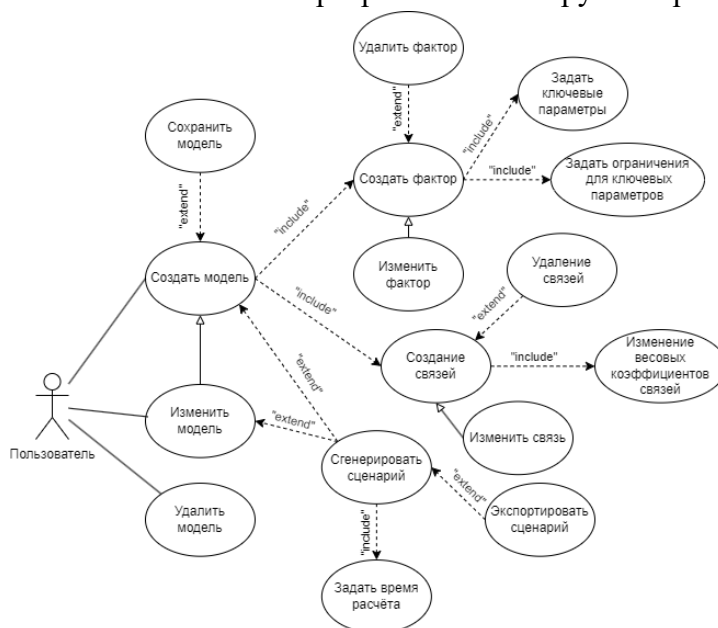 Удалить фактор
"extend"
Задать
ключевые
параметры
Сохранить
модель
"include"
"extend"
Создать фактор
"include"
Задать ограничения
для ключевых
параметров
"include"
Изменить
фактор
Удаление
связей
Создать модель
"include"
"extend"
"extend"
Создание
связей
"include"
Изменение
весовых
коэффициентов
связей
Пользователь
Изменить
модель
"extend"
Изменить связь
Сгенерировать
сценарий
"extend"
Экспортировать
сценарий
Удалить
модель
"include"
Задать время
расчёта